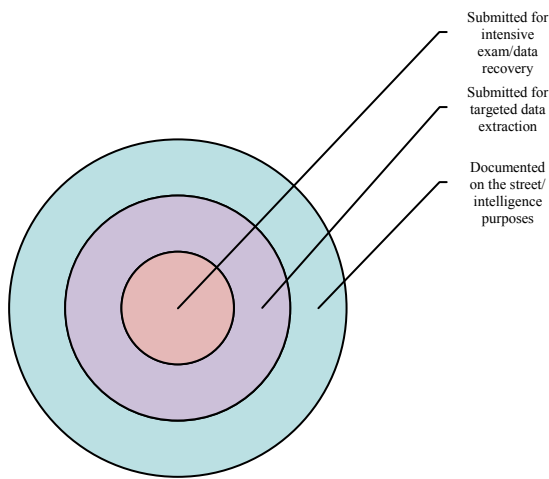 Submitted for
intensive
exam/data
recovery
Submitted for
targeted data
extraction
Documented
on the street/
intelligence
purposes